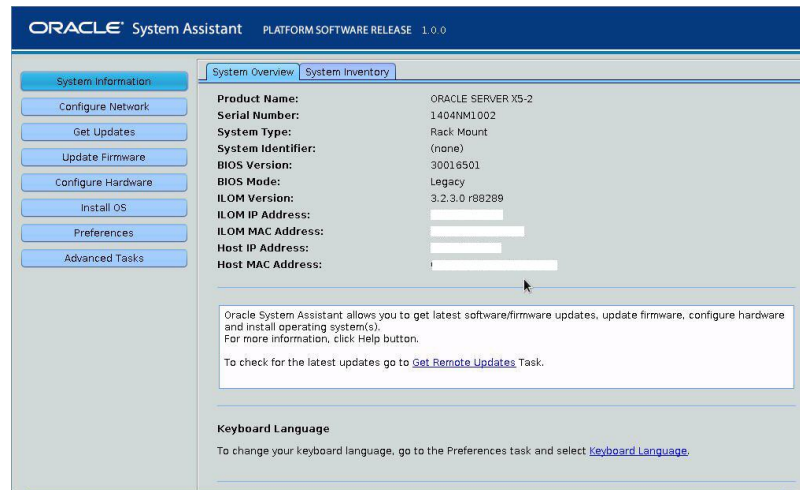 ORACLE System Assistant PLATFORM SOFTWARE RELEASE 1.0.0
System Information
Configure Network
Get Updates
Update Firmware
Configure Hardware
Install OS
Preferences
Advanced Tasks
System Overview System Inventory
Product Name: ORACLE SERVER X5-2
Serial Number: 1404NM1002
System Type: Rack Mount
System Identifier: (none)
BIOS Version: 30016501
BIOS Mode: Legacy
ILOM Version: 3.2.3.0 r88289
ILOM IP Address:
ILOM MAC Address:
Host IP Address:
Host MAC Address:
Oracle System Assistant allows you to get latest software/firmware updates, update firmware, configure hardware
and install operating system(s).
For more information, click Help button.
To check for the latest updates go to Get Remote Updates Task.
Keyboard Language
To change your keyboard language, go to the Preferences task and select Keyboard Language.